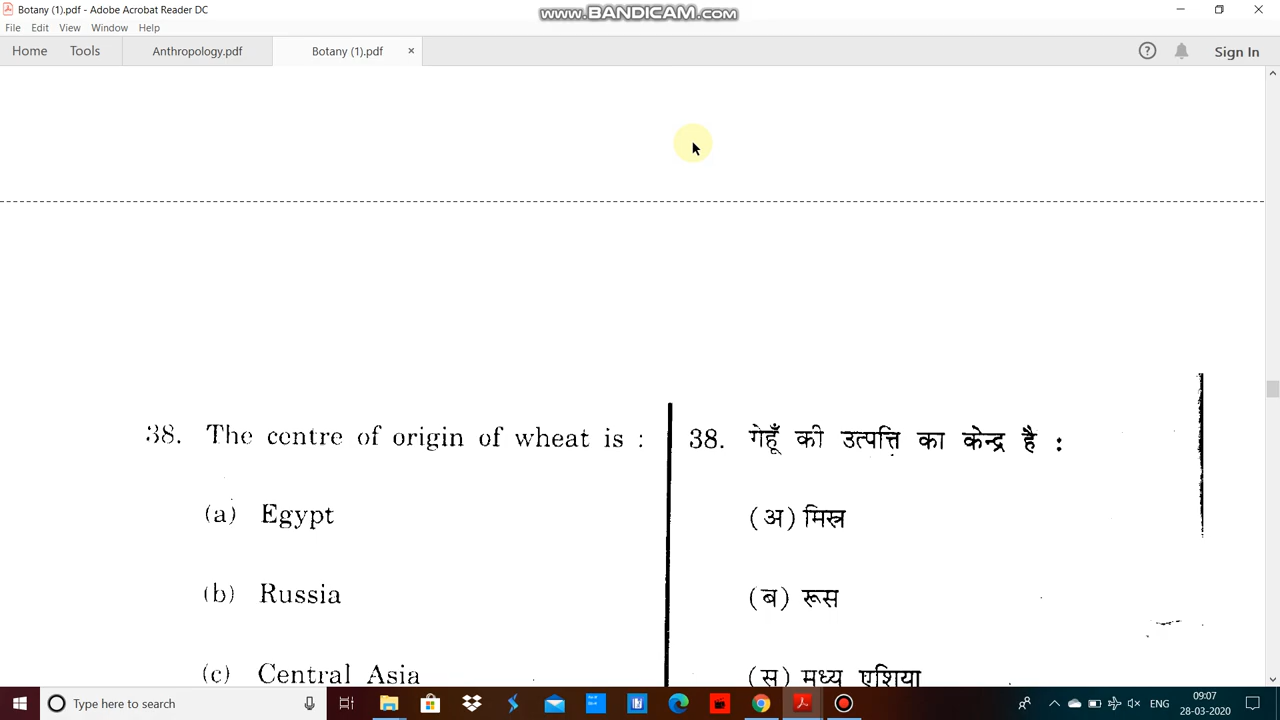 Botany (1).pdf - Adobe Acrobat Reader DC
www.BANDICAM.com
File Edit View Window Help
Home Tools Anthropology.pdf Botany (1).pdf × Sign In
38. The centre of origin of wheat is :
(a) Egypt
(b) Russia
(c) Central Asia
38. गेहूँ की उत्पत्ति का केन्द्र है :
(अ) मिस्त्र
(ब) रूस
(स) मध्य एशिया
Type here to search
ENG
09:07
28-03-2020